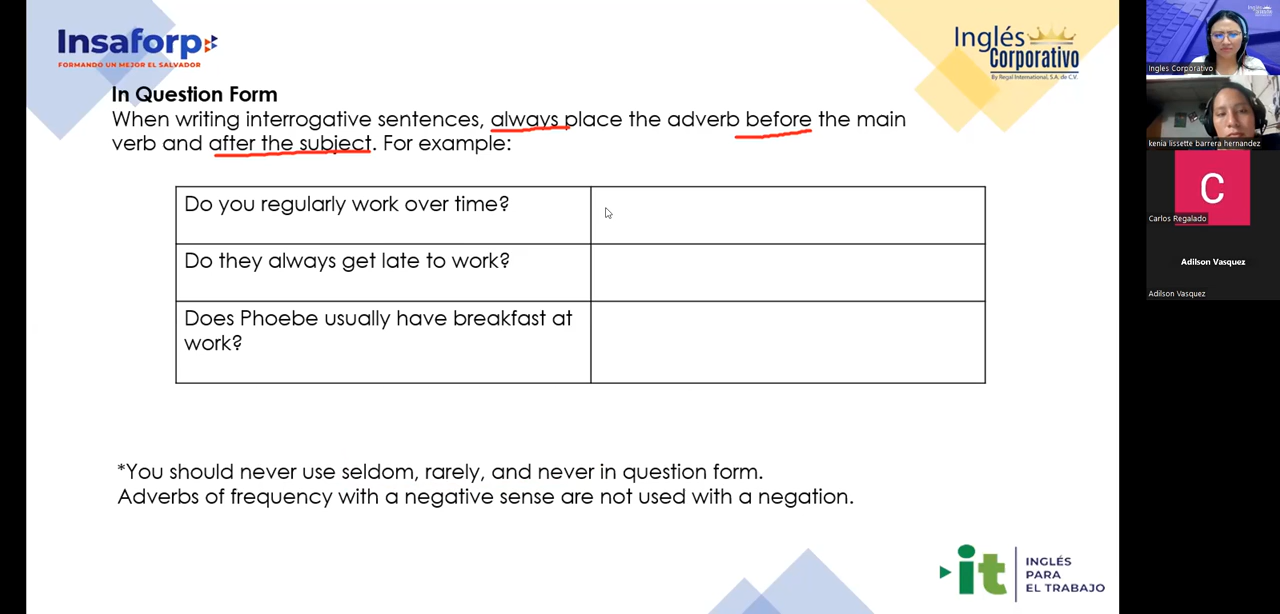 Insaforp
FORMANDO UN MEJOR EL SALVADOR
Inglés
Corporativo
By Regal International, S.A. de C.V.
In Question Form
When writing interrogative sentences, always place the adverb before the main
verb and after the subject. For example:
Do you regularly work over time?
Do they always get late to work?
Does Phoebe usually have breakfast at
work?
*You should never use seldom, rarely, and never in question form.
Adverbs of frequency with a negative sense are not used with a negation.
it
INGLÉS
PARA
EL TRABAJO
Ingles Corporativo
kenia lissette barrera hernandez
C
Carlos Regalado
Adilson Vasquez
Adilson Vasquez